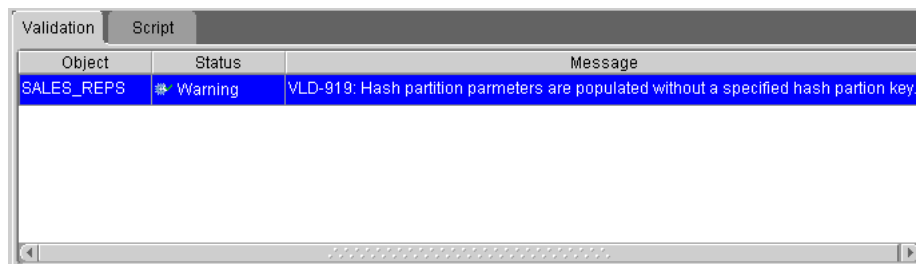 Validation Script
Object Status Message
SALES_REPS Warning VLD-919: Hash partition parmeters are populated without a specified hash partion key.